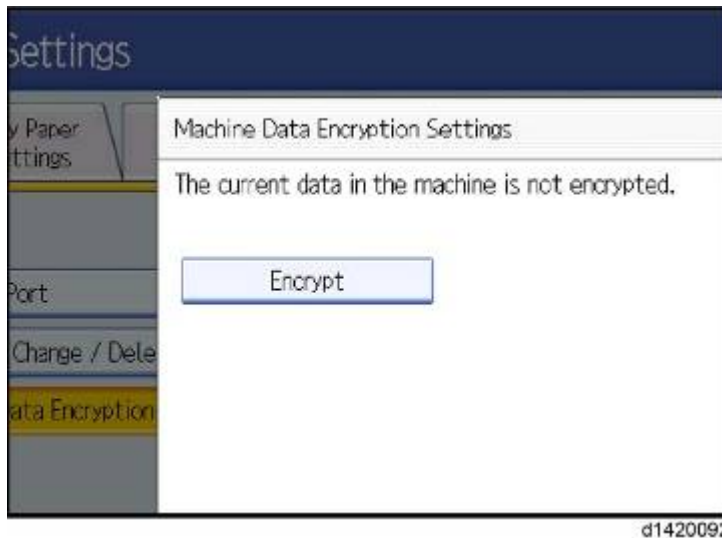 Settings
y Paper
ttings
Machine Data Encryption Settings
The current data in the machine is not encrypted.
Encrypt
Port
Change / Dele
ata Encryption
d1420092